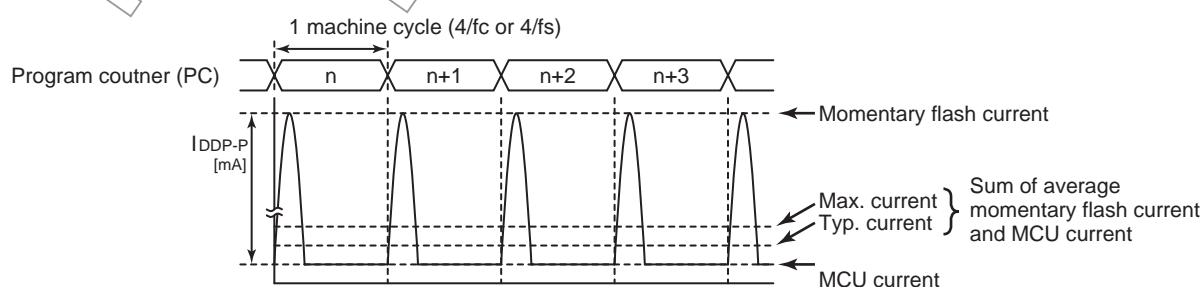 1 machine cycle (4/fc or 4/fs)
Program coutner (PC)
n
n+1
n+2
n+3
Momentary flash current
I DDP-P
[mA]
Max. current
Typ. current
Sum of average
momentary flash current
and MCU current
MCU current